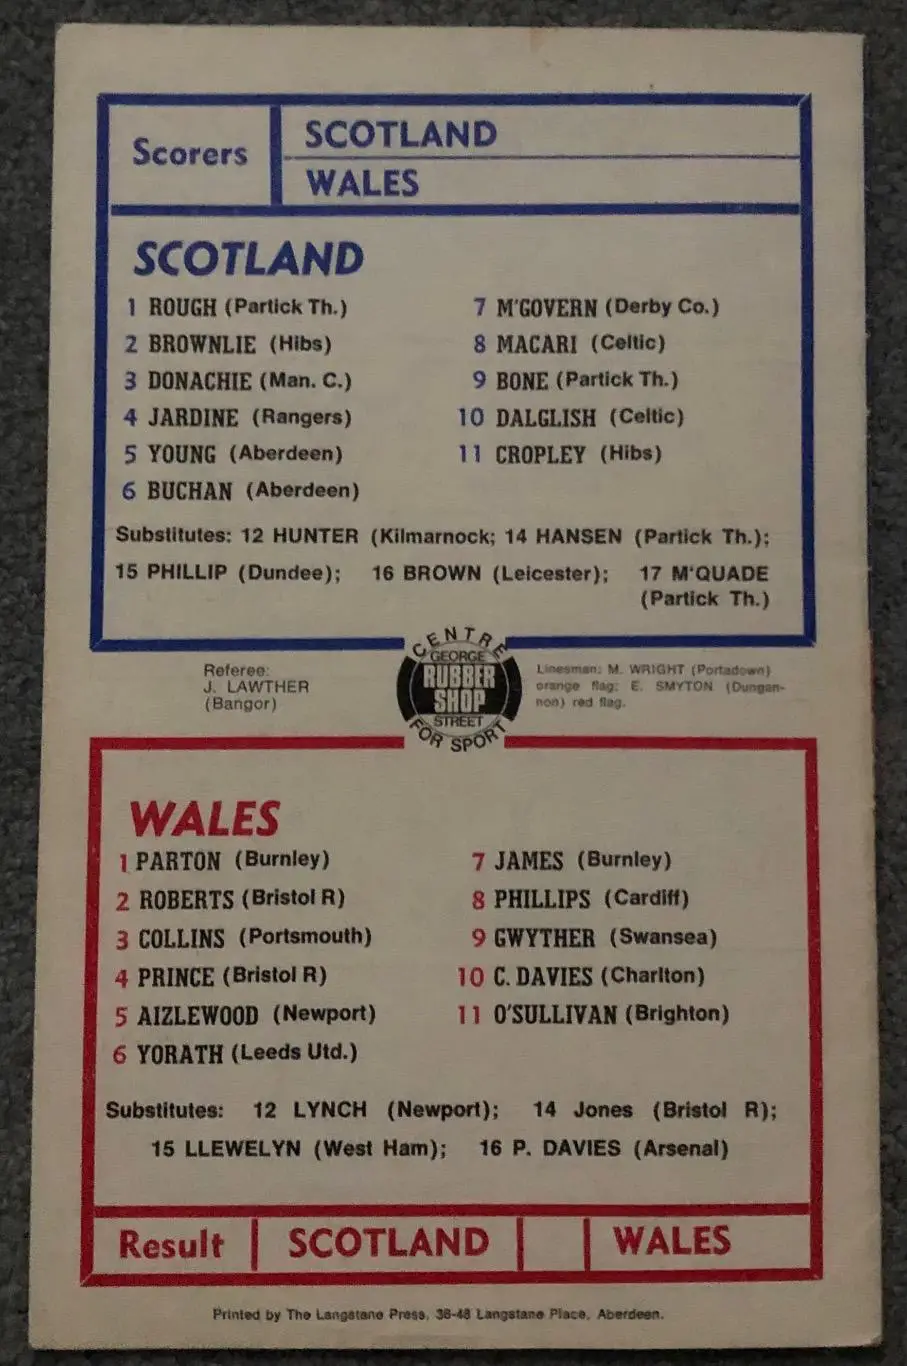 Scorers
SCOTLAND
WALES
SCOTLAND
1 ROUGH (Partick Th.)
2 BROWNLIE (Hibs)
3 DONACHIE (Man. C.)
4 JARDINE (Rangers)
5 YOUNG (Aberdeen)
6 BUCHAN (Aberdeen)
7 M'GOVERN (Derby Co.)
8 MACARI (Celtic)
9 BONE (Partick Th.)
10 DALGLISH (Celtic)
11 CROPLEY (Hibs)
Substitutes: 12 HUNTER (Kilmarnock; 14 HANSEN (Partick Th.);
15 PHILLIP (Dundee); 16 BROWN (Leicester); 17 M'QUADE
(Partick Th.)
Referee:
J. LAWTHER
(Bangor)
CENTRE
GEORGE
RUBBER
SHOP
STREET
FOR SPORT
Linesman: M. WRIGHT (Portadown)
orange flag; E. SMYTON (Dungan-
non) red flag.
WALES
1 PARTON (Burnley)
2 ROBERTS (Bristol R)
3 COLLINS (Portsmouth)
4 PRINCE (Bristol R)
5 AIZLEWOOD (Newport)
6 YORATH (Leeds Utd.)
7 JAMES (Burnley)
8 PHILLIPS (Cardiff)
9 GWYTHER (Swansea)
10 C. DAVIES (Charlton)
11 O'SULLIVAN (Brighton)
Substitutes: 12 LYNCH (Newport); 14 Jones (Bristol R);
15 LLEWELYN (West Ham); 16 P. DAVIES (Arsenal)
Result SCOTLAND WALES
Printed by The Langstane Press, 36-48 Langstane Place, Aberdeen.